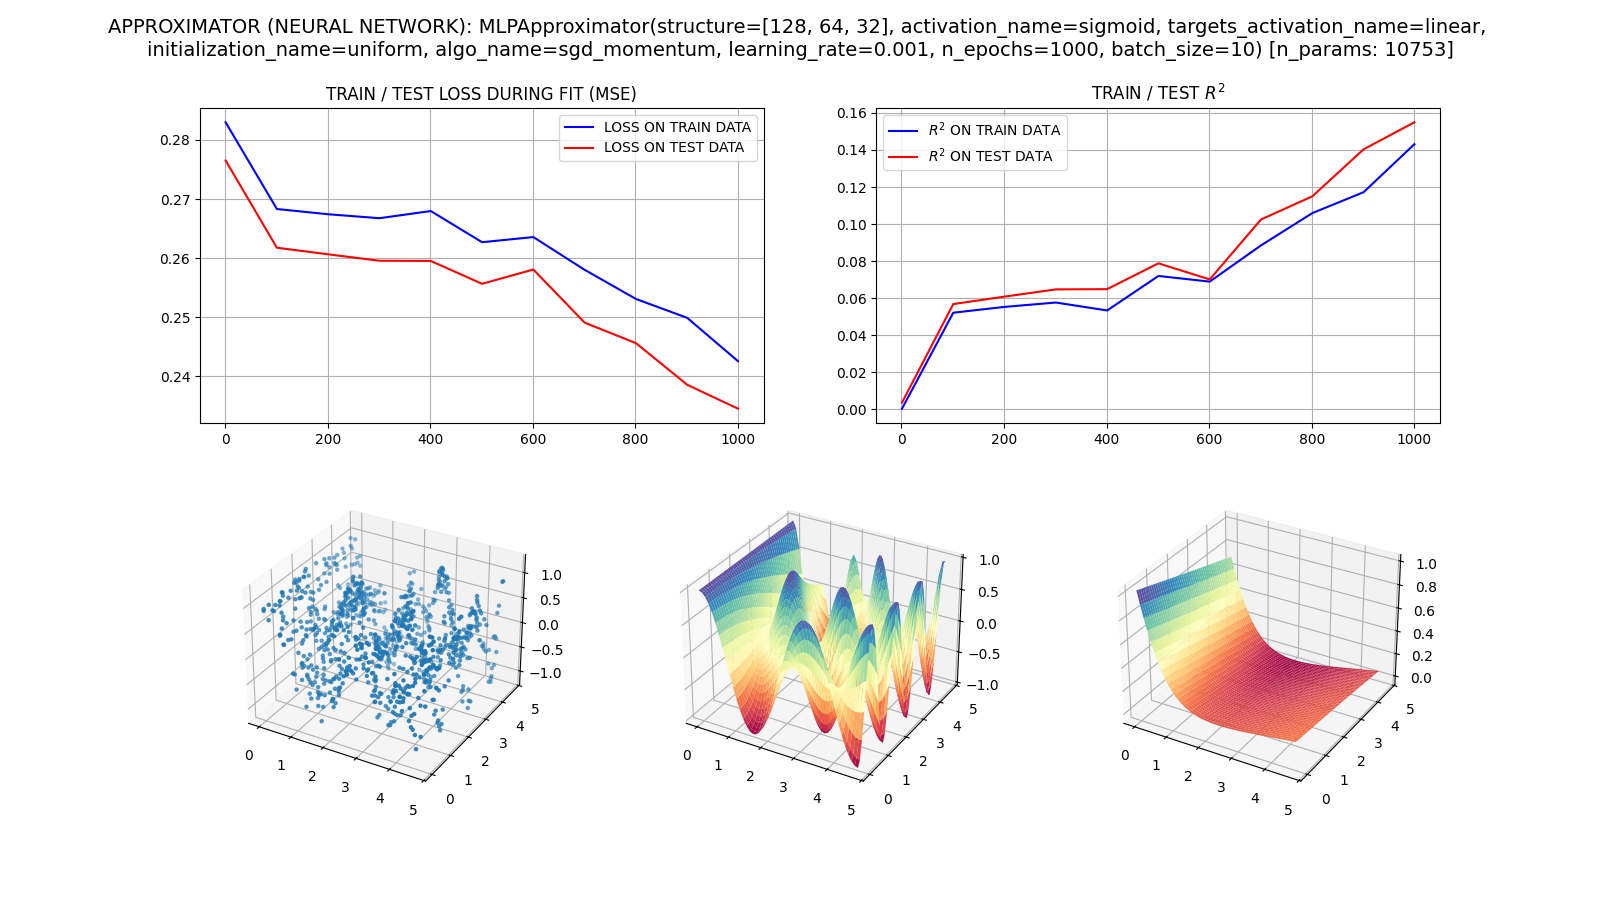 APPROXIMATOR (NEURAL NETWORK): MLPApproximator(structure=[128, 64, 32], activation_name=sigmoid, targets_activation_name=linear,
initialization_name=uniform, algo_name=sgd_momentum, learning_rate=0.001, n_epochs=1000, batch_size=10) [n_params: 10753]
TRAIN / TEST LOSS DURING FIT (MSE)
LOSS ON TRAIN DATA
LOSS ON TEST DATA
0.28
0.27
0.26
0.25
0.24
0 200 400 600 800 1000
TRAIN / TEST R²
R² ON TRAIN DATA
R² ON TEST DATA
0.16
0.14
0.12
0.10
0.08
0.06
0.04
0.02
0.00
0 200 400 600 800 1000
1.0
0.5
0.0
−0.5
−1.0
0 1 2 3 4 5
0 1 2 3 4 5
1.0
0.5
0.0
−0.5
−1.0
0 1 2 3 4 5
0 1 2 3 4 5
1.0
0.8
0.6
0.4
0.2
0.0
0 1 2 3 4 5
0 1 2 3 4 5